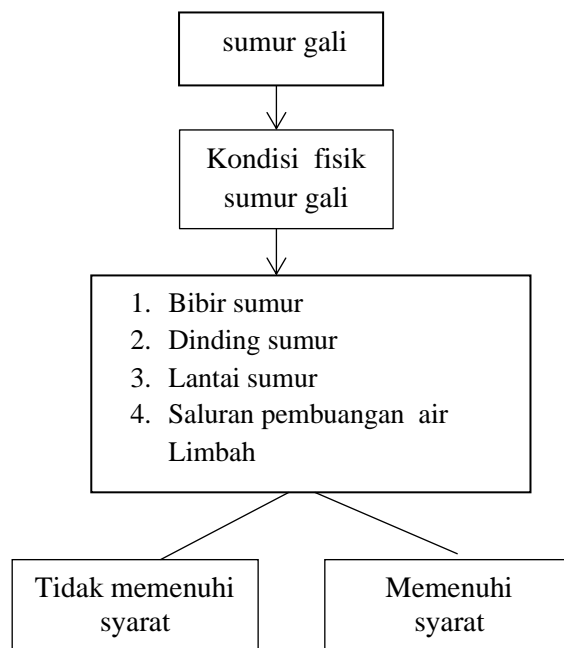 sumur gali
Kondisi fisik
sumur gali
1. Bibir sumur
2. Dinding sumur
3. Lantai sumur
4. Saluran pembuangan air
Limbah
Tidak memenuhi
syarat
Memenuhi
syarat